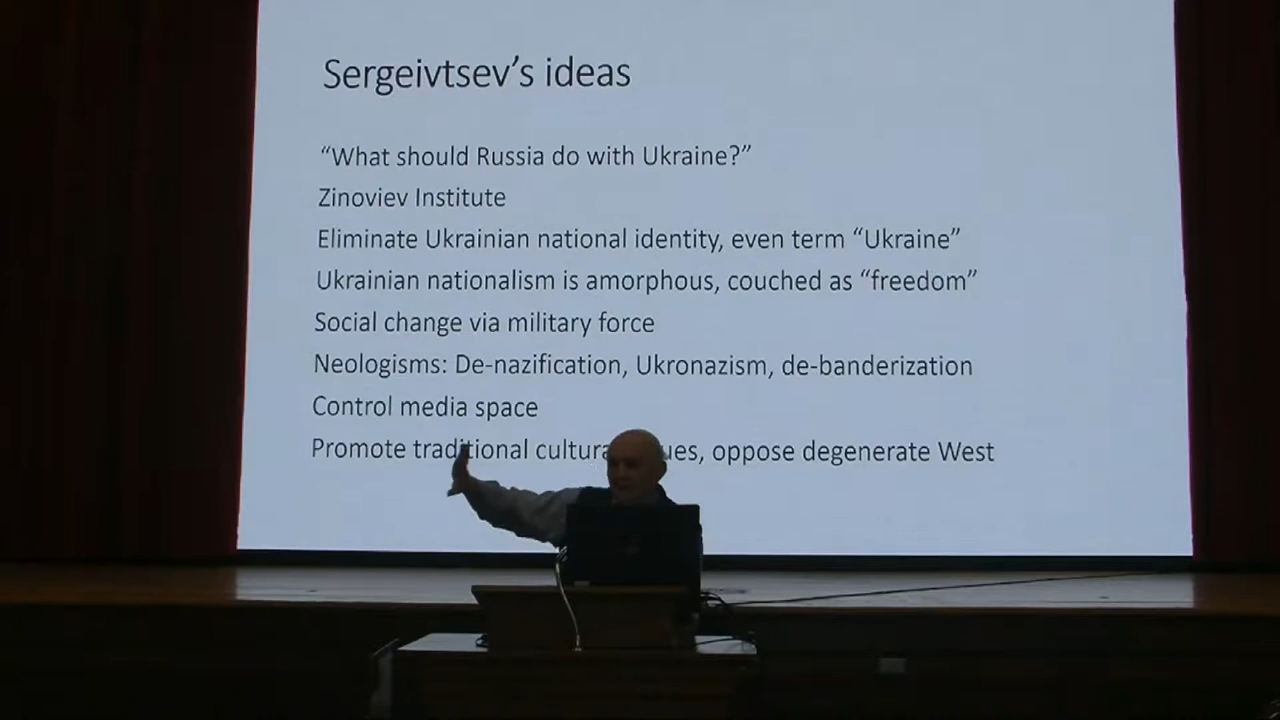 Sergeivtsev’s ideas
“What should Russia do with Ukraine?”
Zinoviev Institute
Eliminate Ukrainian national identity, even term “Ukraine”
Ukrainian nationalism is amorphous, couched as “freedom”
Social change via military force
Neologisms: De-nazification, Ukronazism, de-banderization
Control media space
Promote traditional oppose degenerate West